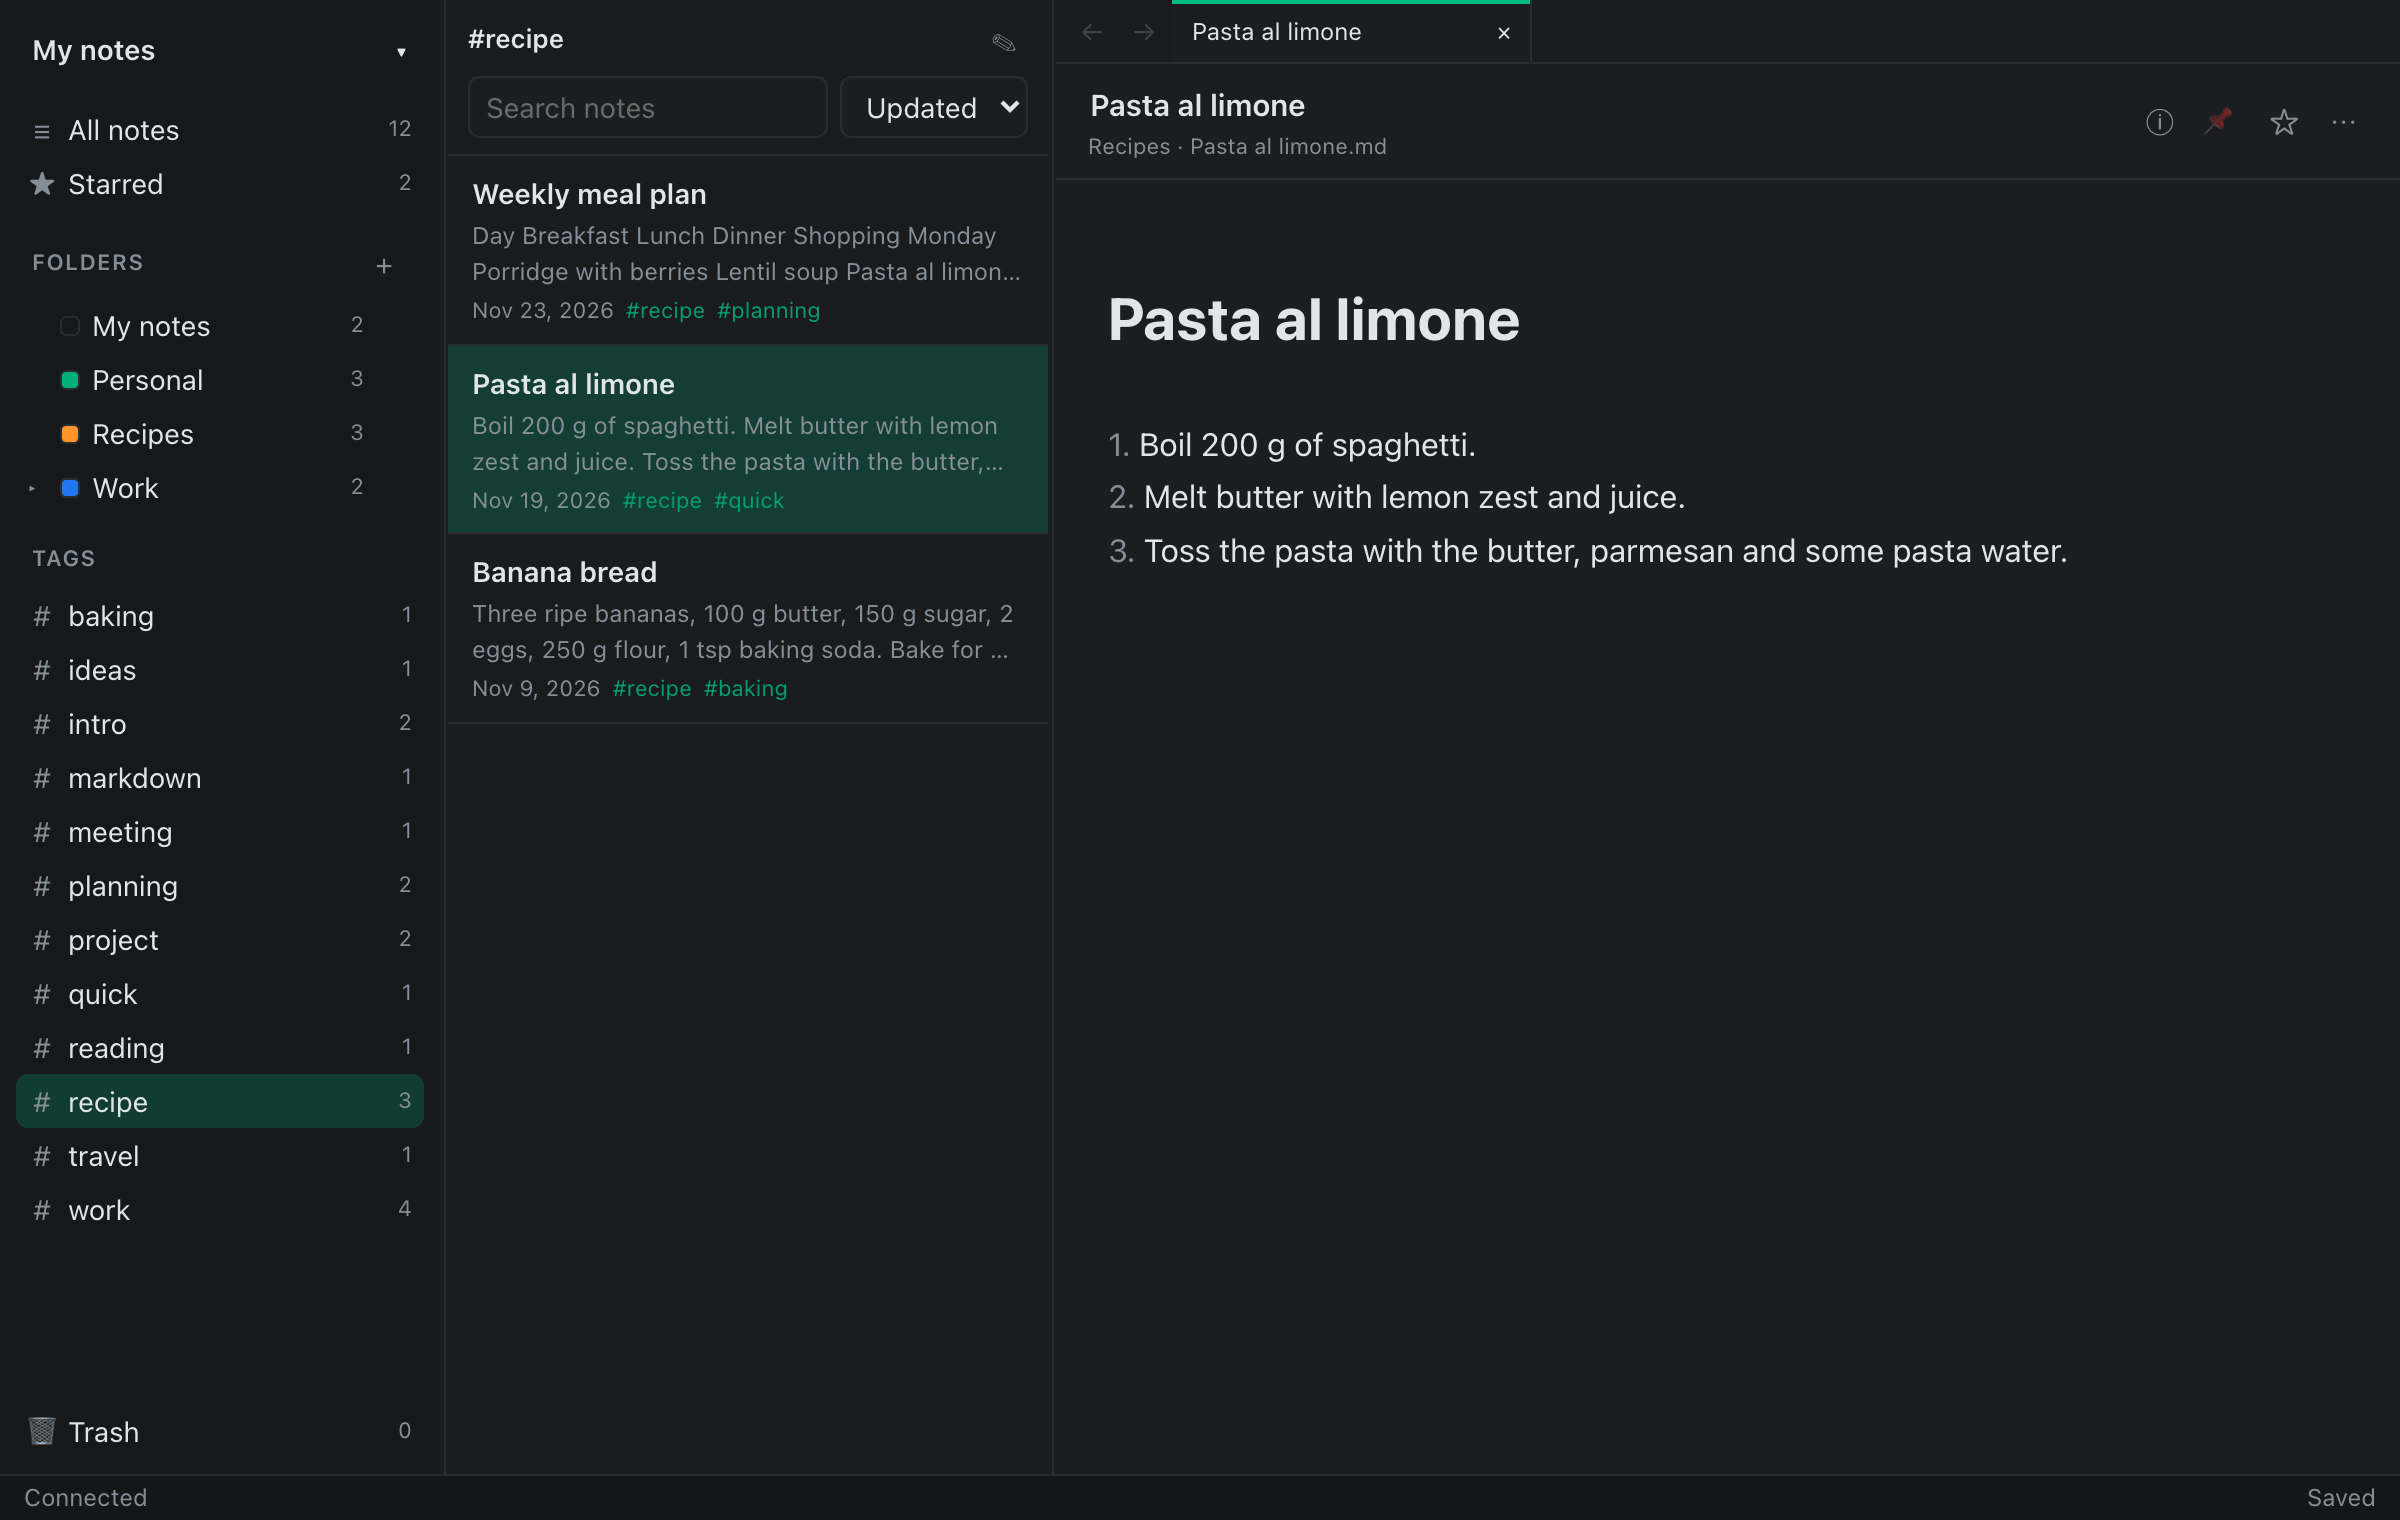 My notes
All notes 12
Starred 2
FOLDERS
My notes 2
Personal 3
Recipes 3
Work 2
TAGS
# baking 1
# ideas 1
# intro 2
# markdown 1
# meeting 1
# planning 2
# project 2
# quick 1
# reading 1
# recipe 3
# travel 1
# work 4
Trash 0
Connected
#recipe
Search notes
Updated
Weekly meal plan
Day Breakfast Lunch Dinner Shopping Monday
Porridge with berries Lentil soup Pasta al limon...
Nov 23, 2026 #recipe #planning
Pasta al limone
Boil 200 g of spaghetti. Melt butter with lemon
zest and juice. Toss the pasta with the butter,...
Nov 19, 2026 #recipe #quick
Banana bread
Three ripe bananas, 100 g butter, 150 g sugar, 2
eggs, 250 g flour, 1 tsp baking soda. Bake for ...
Nov 9, 2026 #recipe #baking
Pasta al limone
Pasta al limone
Recipes · Pasta al limone.md
Pasta al limone
1. Boil 200 g of spaghetti.
2. Melt butter with lemon zest and juice.
3. Toss the pasta with the butter, parmesan and some pasta water.
Saved